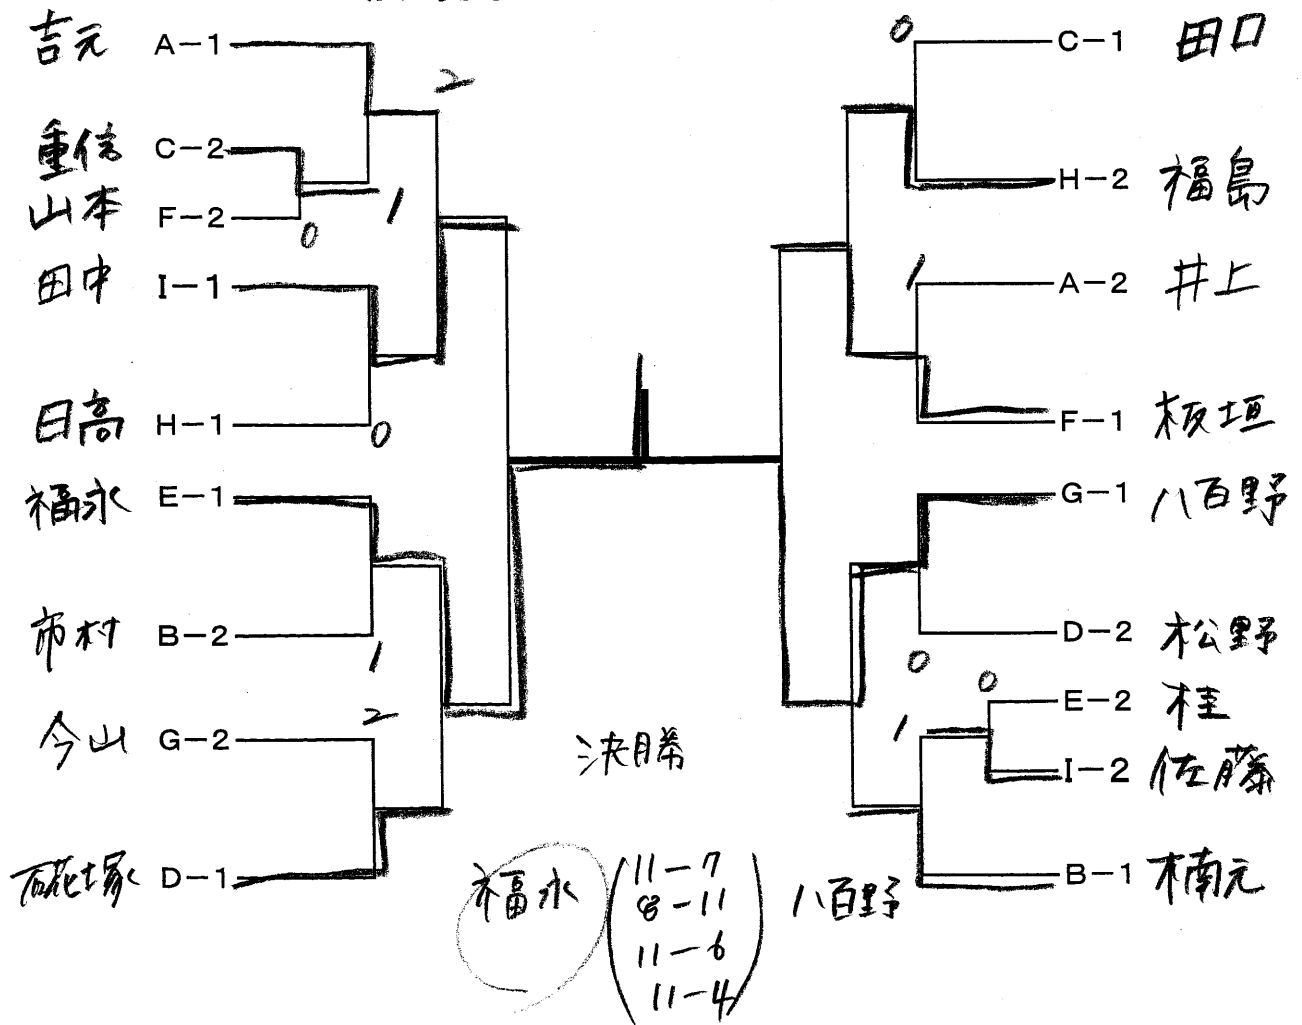 吉元 A-1
2
重信 C-2
1
山本 F-2
0
田中 I-1
日高 H-1
0
福永 E-1
市村 B-2
1
今山 G-2
2
花塚 D-1
0
C-1 田口
H-2 福島
1
A-2 井上
F-1 板垣
G-1 八百野
D-2 松野
0
0
E-2 桂
1
I-2 佐藤
B-1 楠元
決勝
福永
11-7
8-11
11-6
11-4
八百野